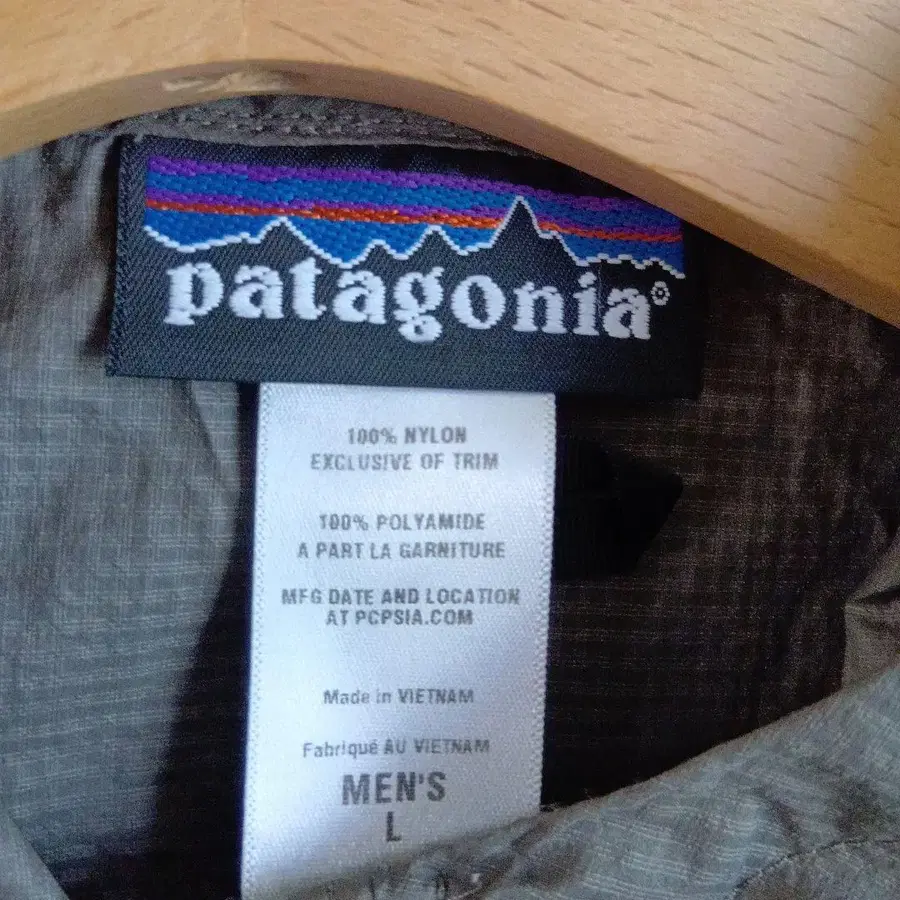 patagonia®
100% NYLON
EXCLUSIVE OF TRIM
100% POLYAMIDE
A PART LA GARNITURE
MFG DATE AND LOCATION
AT PCPSIA.COM
Made in VIETNAM
Fabriqué AU VIETNAM
MEN'S
L